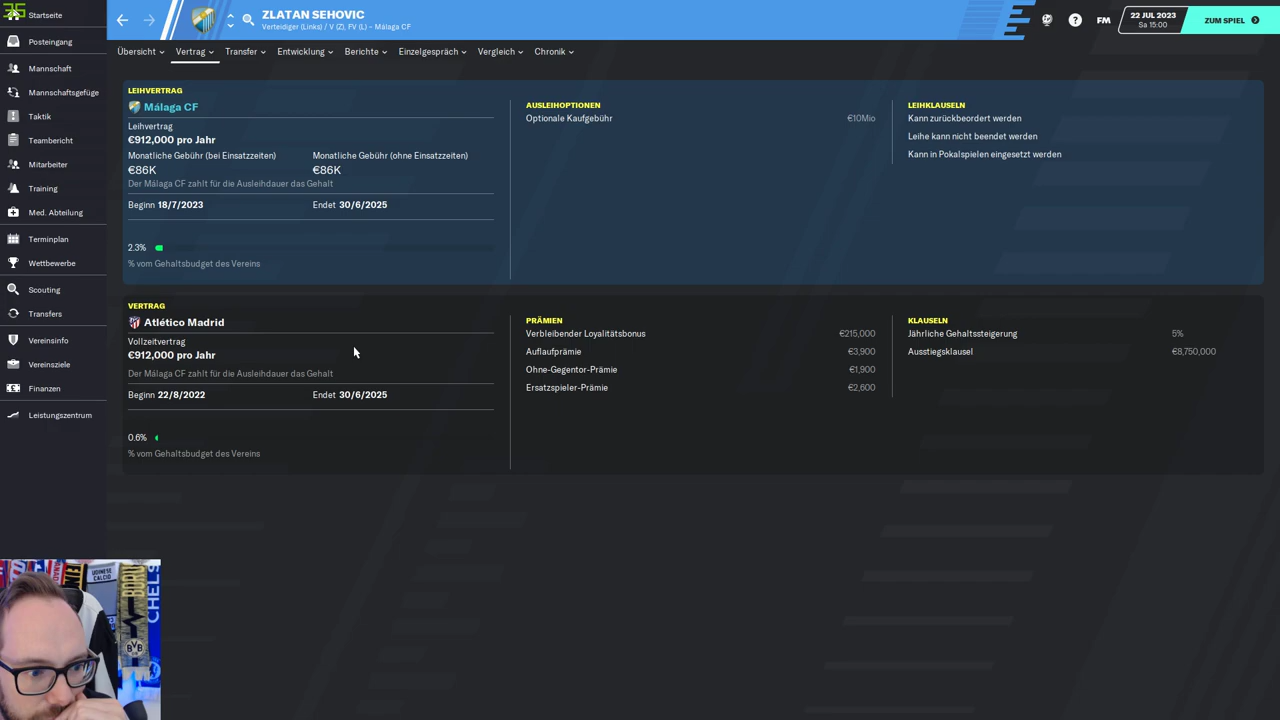 Startseite
Posteingang
Mannschaft
Mannschaftsgefüge
Taktik
Teambericht
Mitarbeiter
Training
Med. Abteilung
Terminplan
Wettbewerbe
Scouting
Transfers
Vereinsinfo
Vereinsziele
Finanzen
Leistungszentrum
ZLATAN SEHOVIC
Verteidiger (Links) / V (Z), FV (L) – Málaga CF
?
FM
22 JUL 2023
Sa 15:00
ZUM SPIEL
Übersicht
Vertrag
Transfer
Entwicklung
Berichte
Einzelgespräch
Vergleich
Chronik
LEIHVERTRAG
Málaga CF
Leihvertrag
€912,000 pro Jahr
Monatliche Gebühr (bei Einsatzzeiten) Monatliche Gebühr (ohne Einsatzzeiten)
€86K €86K
Der Málaga CF zahlt für die Ausleihdauer das Gehalt
Beginn 18/7/2023 Endet 30/6/2025
2.3%
% vom Gehaltsbudget des Vereins
AUSLEIHOPTIONEN
Optionale Kaufgebühr €10Mio
LEIHKLAUSELN
Kann zurückbeordert werden
Leihe kann nicht beendet werden
Kann in Pokalspielen eingesetzt werden
VERTRAG
Atlético Madrid
Vollzeitvertrag
€912,000 pro Jahr
Der Málaga CF zahlt für die Ausleihdauer das Gehalt
Beginn 22/8/2022 Endet 30/6/2025
0.6%
% vom Gehaltsbudget des Vereins
PRÄMIEN
Verbleibender Loyalitätsbonus €215,000
Auflaufprämie €3,900
Ohne-Gegentor-Prämie €1,900
Ersatzspieler-Prämie €2,600
KLAUSELN
Jährliche Gehaltssteigerung 5%
Ausstiegsklausel €8,750,000
UDINESE
CALCIO
BORU
BVB
CHELS